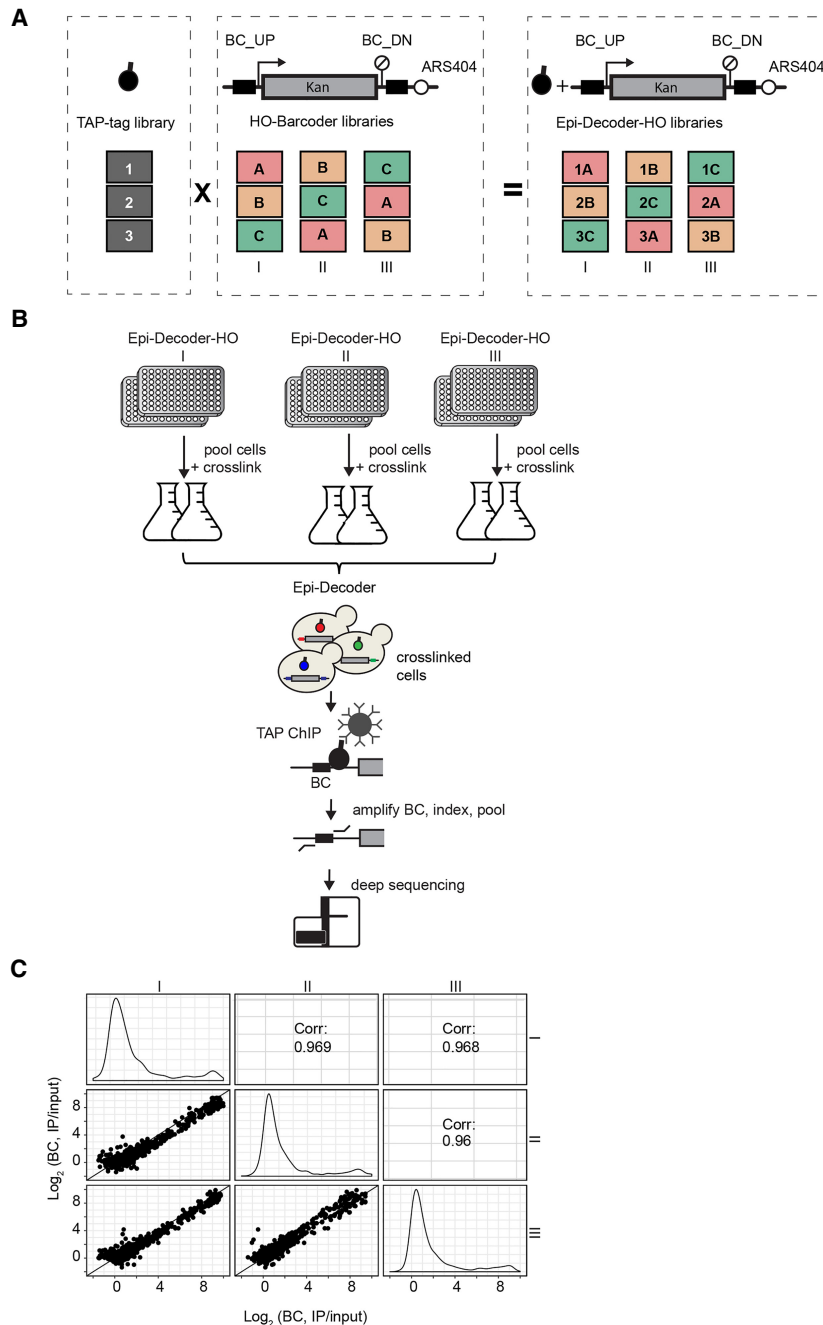 A
BC_UP
BC_DN
ARS404
Kan
TAP-tag library
HO-Barcoder libraries
1
2
3
X
A B C
B C A
C A B
I II III
=
BC_UP
BC_DN
ARS404
+
Kan
Epi-Decoder-HO libraries
1A 1B 1C
2B 2C 2A
3C 3A 3B
I II III
B
Epi-Decoder-HO
I
Epi-Decoder-HO
II
Epi-Decoder-HO
III
pool cells
+ crosslink
pool cells
+ crosslink
pool cells
+ crosslink
Epi-Decoder
crosslinked
cells
TAP ChIP
BC
amplify BC, index, pool
deep sequencing
C
I II III
Corr:
0.969
Corr:
0.968
I
8
4
0
Corr:
0.96
II
8
4
0
III
0 4 8
0 4 8
0 4 8
Log2 (BC, IP/input)
Log2 (BC, IP/input)